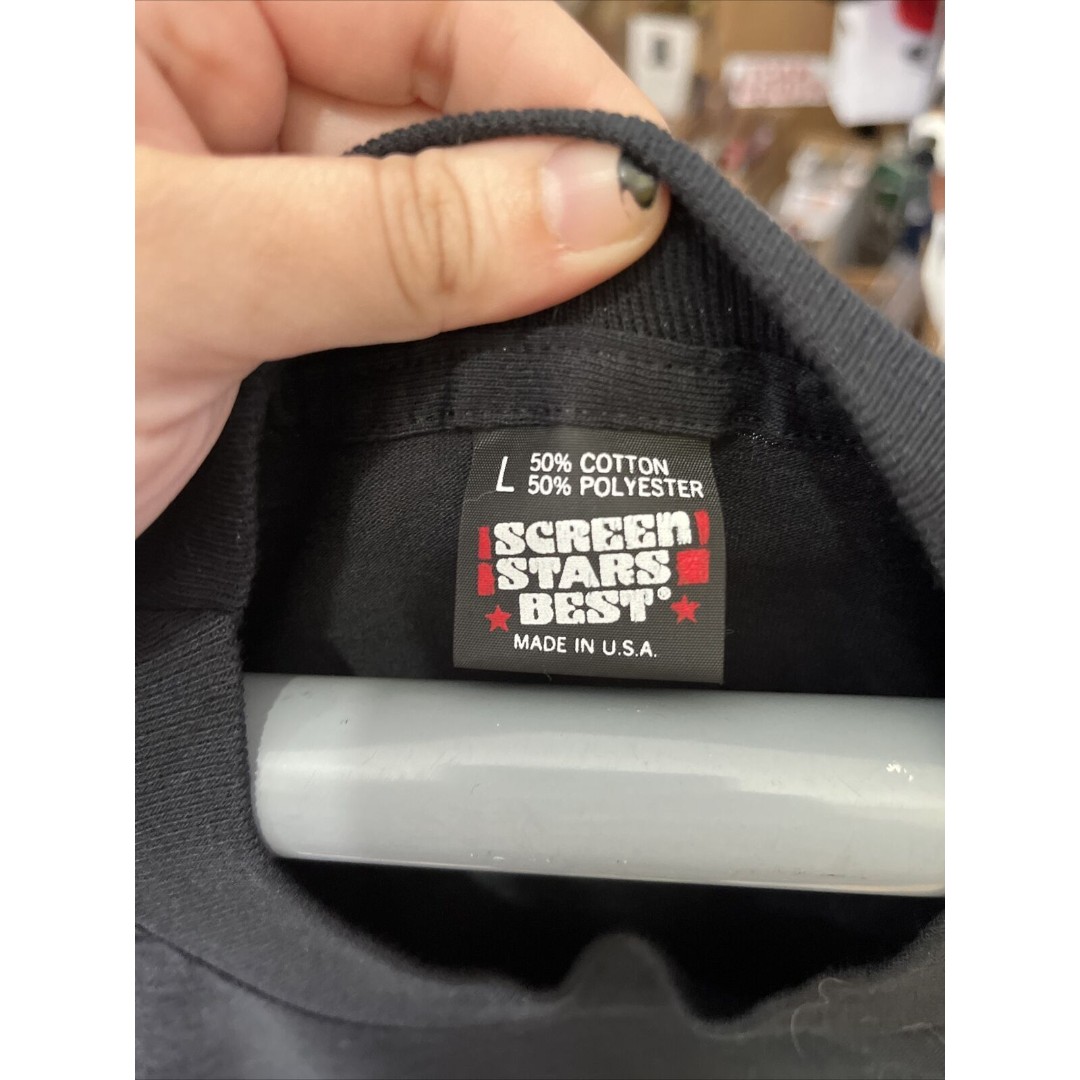 L 50% COTTON
50% POLYESTER
SCREEN
STARS
BEST®
MADE IN U.S.A.